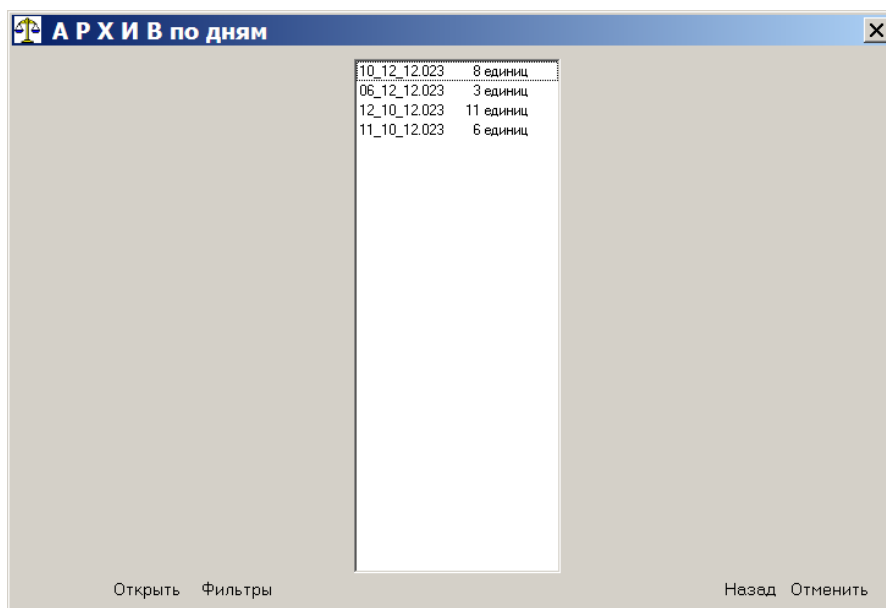 А Р Х И В по дням
10_12_12.023 8 единиц
06_12_12.023 3 единиц
12_10_12.023 11 единиц
11_10_12.023 6 единиц
Открыть Фильтры Назад Отменить